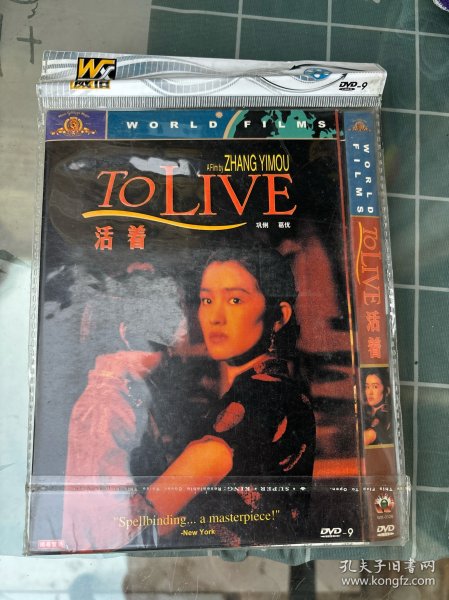 WX
DVD-9
WORLD FILMS
A Film by ZHANG YIMOU
TO LIVE
活着
巩俐 葛优
WORLD FILMS
TO LIVE 活着
SUPER KING
"Spellbinding... a masterpiece!"
-New York
DVD-9
DVD
孔夫子旧书网
www.kongfz.com